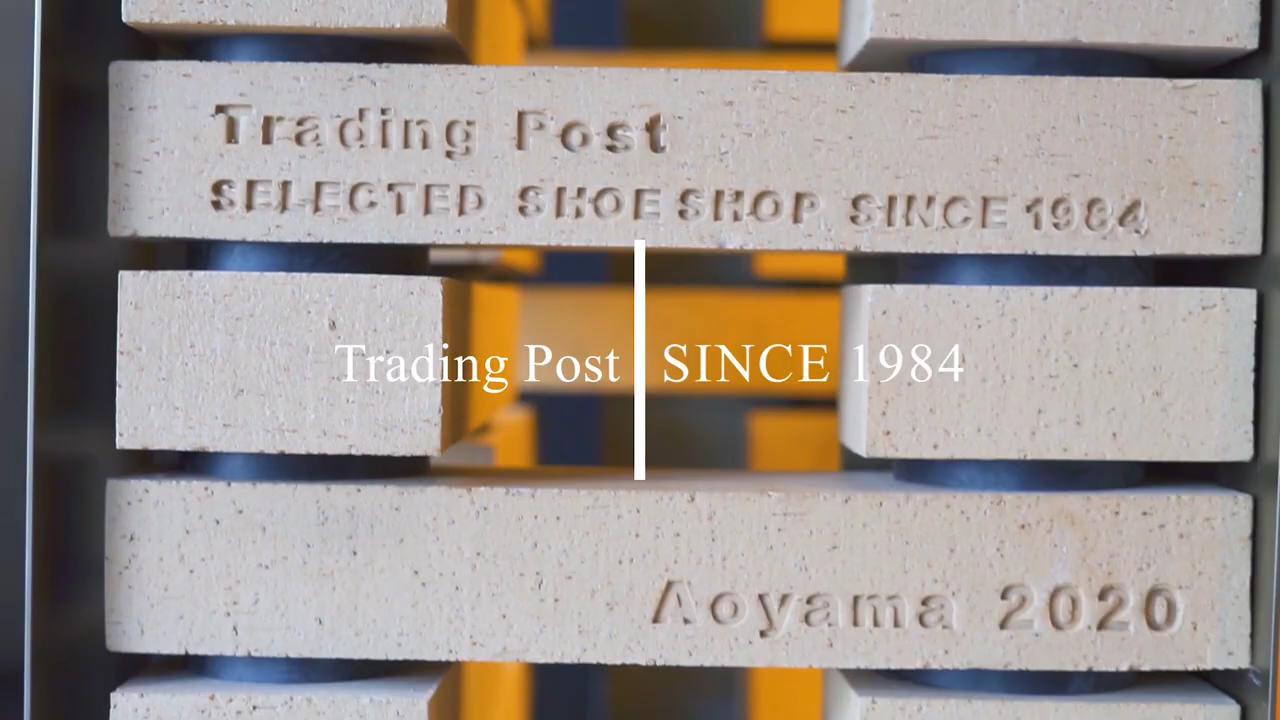 Trading Post
SELECTED SHOE SHOP SINCE 1984
Trading Post | SINCE 1984
Aoyama 2020